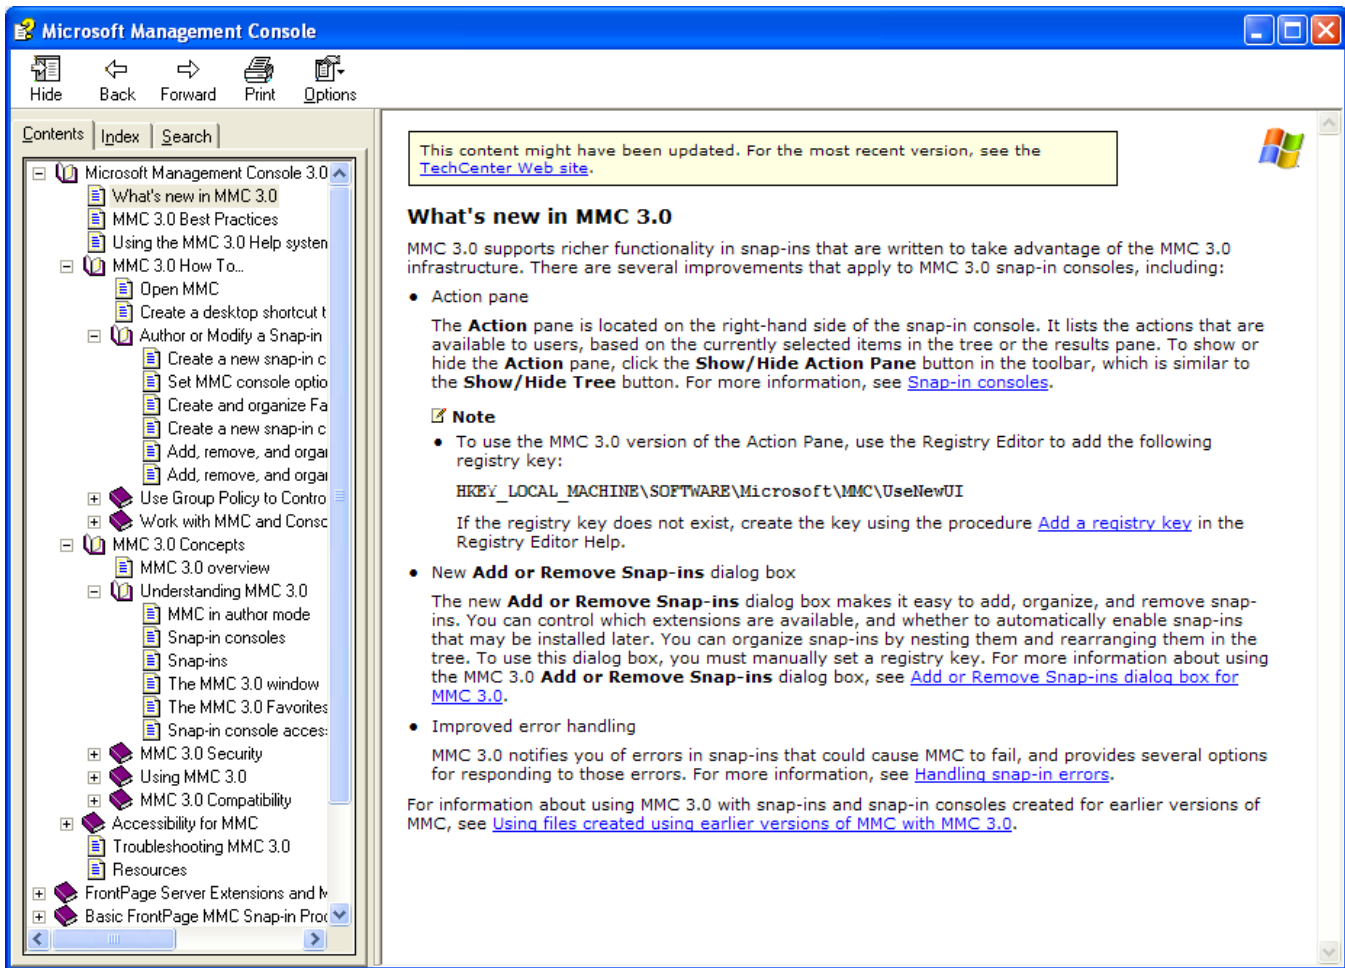 Microsoft Management Console
Hide Back Forward Print Options
Contents Index Search
Microsoft Management Console 3.0
What's new in MMC 3.0
MMC 3.0 Best Practices
Using the MMC 3.0 Help system
MMC 3.0 How To...
Open MMC
Create a desktop shortcut t
Author or Modify a Snap-in
Create a new snap-in c
Set MMC console optio
Create and organize Fa
Create a new snap-in c
Add, remove, and orga
Add, remove, and orga
Use Group Policy to Contro
Work with MMC and Consc
MMC 3.0 Concepts
MMC 3.0 overview
Understanding MMC 3.0
MMC in author mode
Snap-in consoles
Snap-ins
The MMC 3.0 window
The MMC 3.0 Favorites
Snap-in console acces
MMC 3.0 Security
Using MMC 3.0
MMC 3.0 Compatibility
Accessibility for MMC
Troubleshooting MMC 3.0
Resources
FrontPage Server Extensions and M
Basic FrontPage MMC Snap-in Proc
This content might have been updated. For the most recent version, see the
TechCenter Web site.
What's new in MMC 3.0
MMC 3.0 supports richer functionality in snap-ins that are written to take advantage of the MMC 3.0
infrastructure. There are several improvements that apply to MMC 3.0 snap-in consoles, including:
• Action pane
The Action pane is located on the right-hand side of the snap-in console. It lists the actions that are
available to users, based on the currently selected items in the tree or the results pane. To show or
hide the Action pane, click the Show/Hide Action Pane button in the toolbar, which is similar to
the Show/Hide Tree button. For more information, see Snap-in consoles.
Note
• To use the MMC 3.0 version of the Action Pane, use the Registry Editor to add the following
registry key:
HKEY_LOCAL_MACHINE\SOFTWARE\Microsoft\MMC\UseNewUI
If the registry key does not exist, create the key using the procedure Add a registry key in the
Registry Editor Help.
• New Add or Remove Snap-ins dialog box
The new Add or Remove Snap-ins dialog box makes it easy to add, organize, and remove snap-
ins. You can control which extensions are available, and whether to automatically enable snap-ins
that may be installed later. You can organize snap-ins by nesting them and rearranging them in the
tree. To use this dialog box, you must manually set a registry key. For more information about using
the MMC 3.0 Add or Remove Snap-ins dialog box, see Add or Remove Snap-ins dialog box for
MMC 3.0.
• Improved error handling
MMC 3.0 notifies you of errors in snap-ins that could cause MMC to fail, and provides several options
for responding to those errors. For more information, see Handling snap-in errors.
For information about using MMC 3.0 with snap-ins and snap-in consoles created for earlier versions of
MMC, see Using files created using earlier versions of MMC with MMC 3.0.